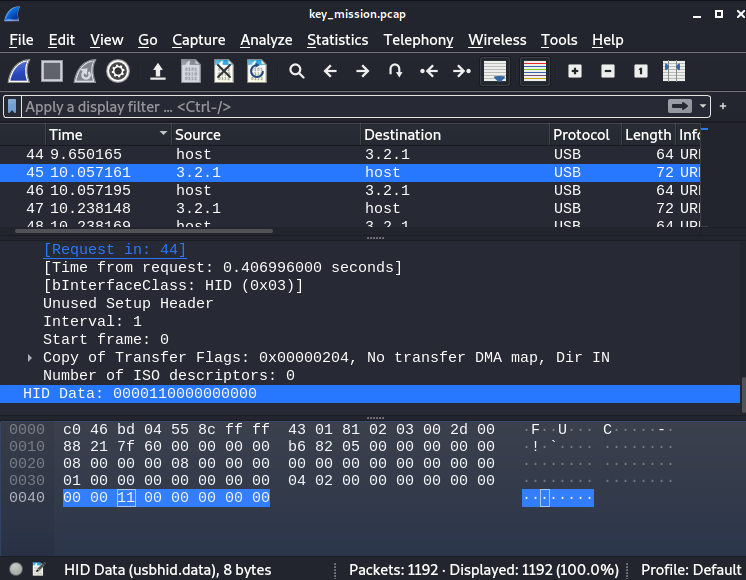 key_mission.pcap
File Edit View Go Capture Analyze Statistics Telephony Wireless Tools Help
Apply a display filter ... <Ctrl-/>
Time Source Destination Protocol Length Info
44 9.650165 host 3.2.1 USB 64 URI
45 10.057161 3.2.1 host USB 72 URI
46 10.057195 host 3.2.1 USB 64 URI
47 10.238148 3.2.1 host USB 72 URI
48 10.238169 host 3.2.1 USB 64 URI
[Request in: 44]
[Time from request: 0.406996000 seconds]
[bInterfaceClass: HID (0x03)]
Unused Setup Header
Interval: 1
Start frame: 0
Copy of Transfer Flags: 0x00000204, No transfer DMA map, Dir IN
Number of ISO descriptors: 0
HID Data: 0000110000000000
0000 c0 46 bd 04 55 8c ff ff 43 01 81 02 03 00 2d 00 ·F··U··· C·····-·
0010 88 21 7f 60 00 00 00 00 b6 82 05 00 00 00 00 00 ·!·`···· ········
0020 08 00 00 00 08 00 00 00 00 00 00 00 00 00 00 00 ········ ········
0030 01 00 00 00 00 00 00 00 04 02 00 00 00 00 00 00 ········ ········
0040 00 00 11 00 00 00 00 00 ········
HID Data (usbhid.data), 8 bytes Packets: 1192 · Displayed: 1192 (100.0%) Profile: Default